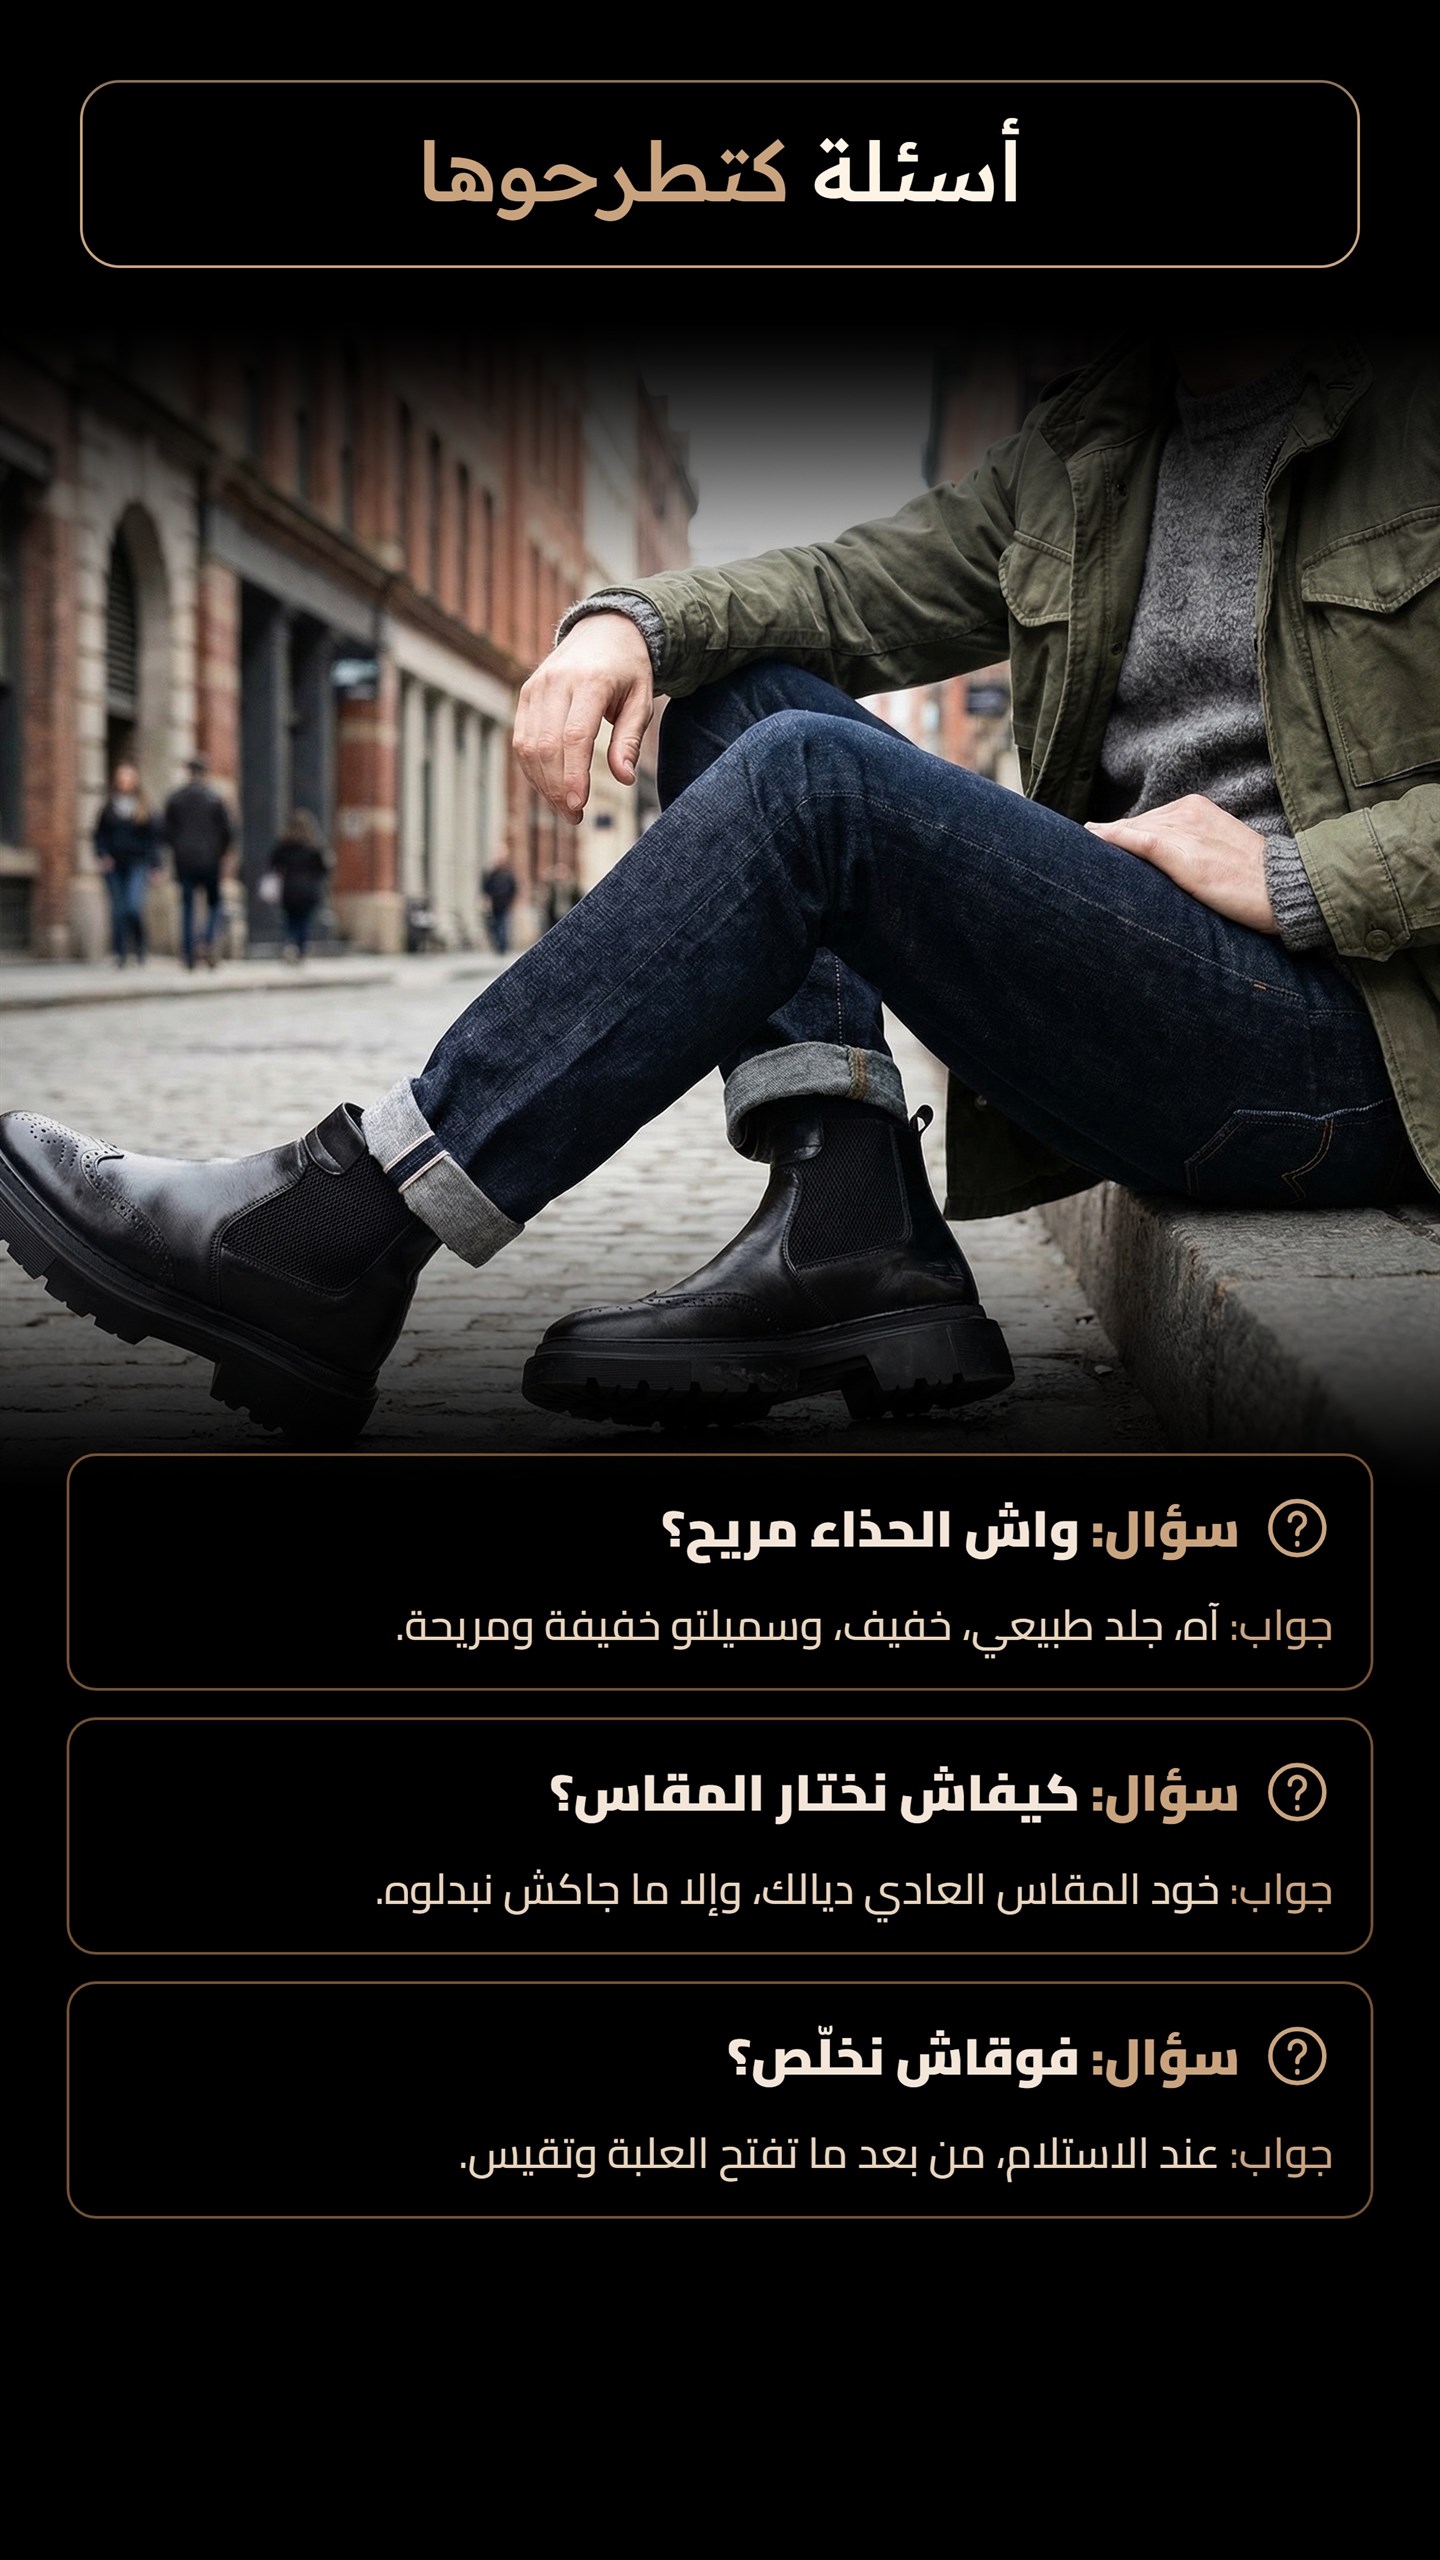 أسئلة كتطرحوها
سؤال: واش الحذاء مريح؟
جواب: آه، جلد طبيعي، خفيف، وسميلتو خفيفة ومريحة.
سؤال: كيفاش نختار المقاس؟
جواب: خود المقاس العادي ديالك، وإلا ما جاكش نبدلوه.
سؤال: فوقاش نخلّص؟
جواب: عند الاستلام، من بعد ما تفتح العلبة وتقيس.